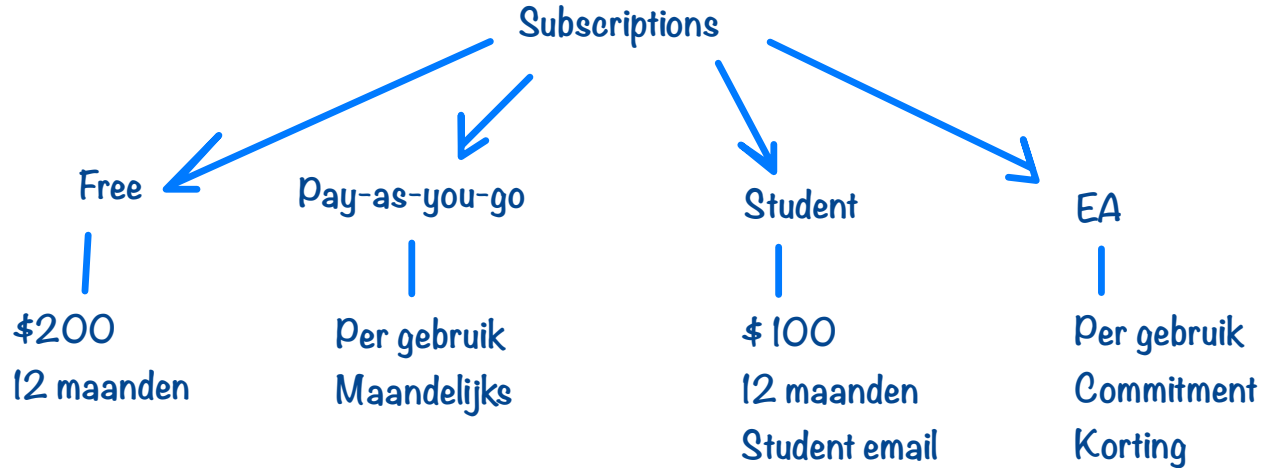 Subscriptions
Free
Pay-as-you-go
Student
EA
$200
12 maanden
Per gebruik
Maandelijks
$100
12 maanden
Student email
Per gebruik
Commitment
Korting